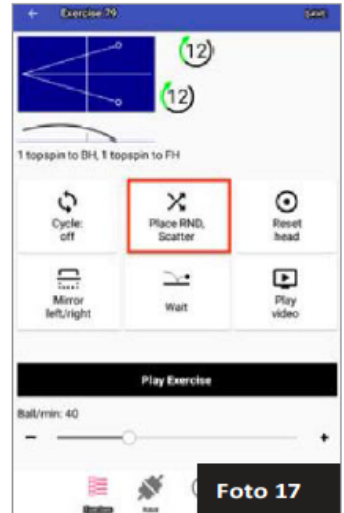 Exercise 79
SAVE
12
12
1 topspin to BH, 1 topspin to FH
Cycle:
off
Place RND,
Scatter
Reset
head
Mirror
left/right
Wait
Play
video
Play Exercise
Ball/min: 40
- +
Robot
Foto 17